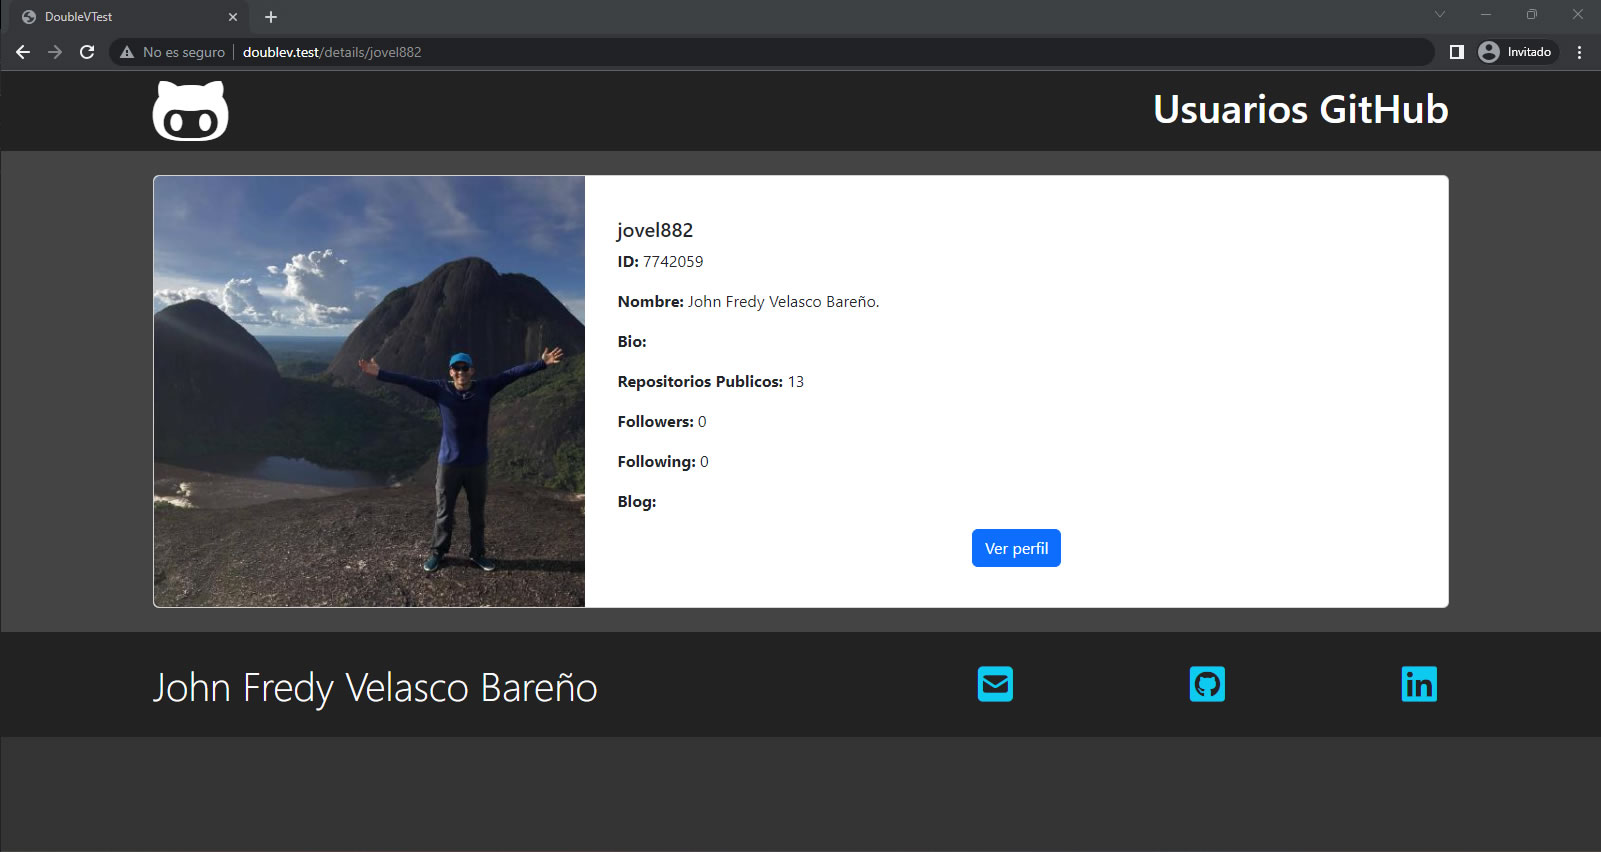 DoubleVTest
No es seguro doublev.test/details/jovel882
Invitado
Usuarios GitHub
jovel882
ID: 7742059
Nombre: John Fredy Velasco Bareño.
Bio:
Repositorios Publicos: 13
Followers: 0
Following: 0
Blog:
Ver perfil
John Fredy Velasco Bareño
in